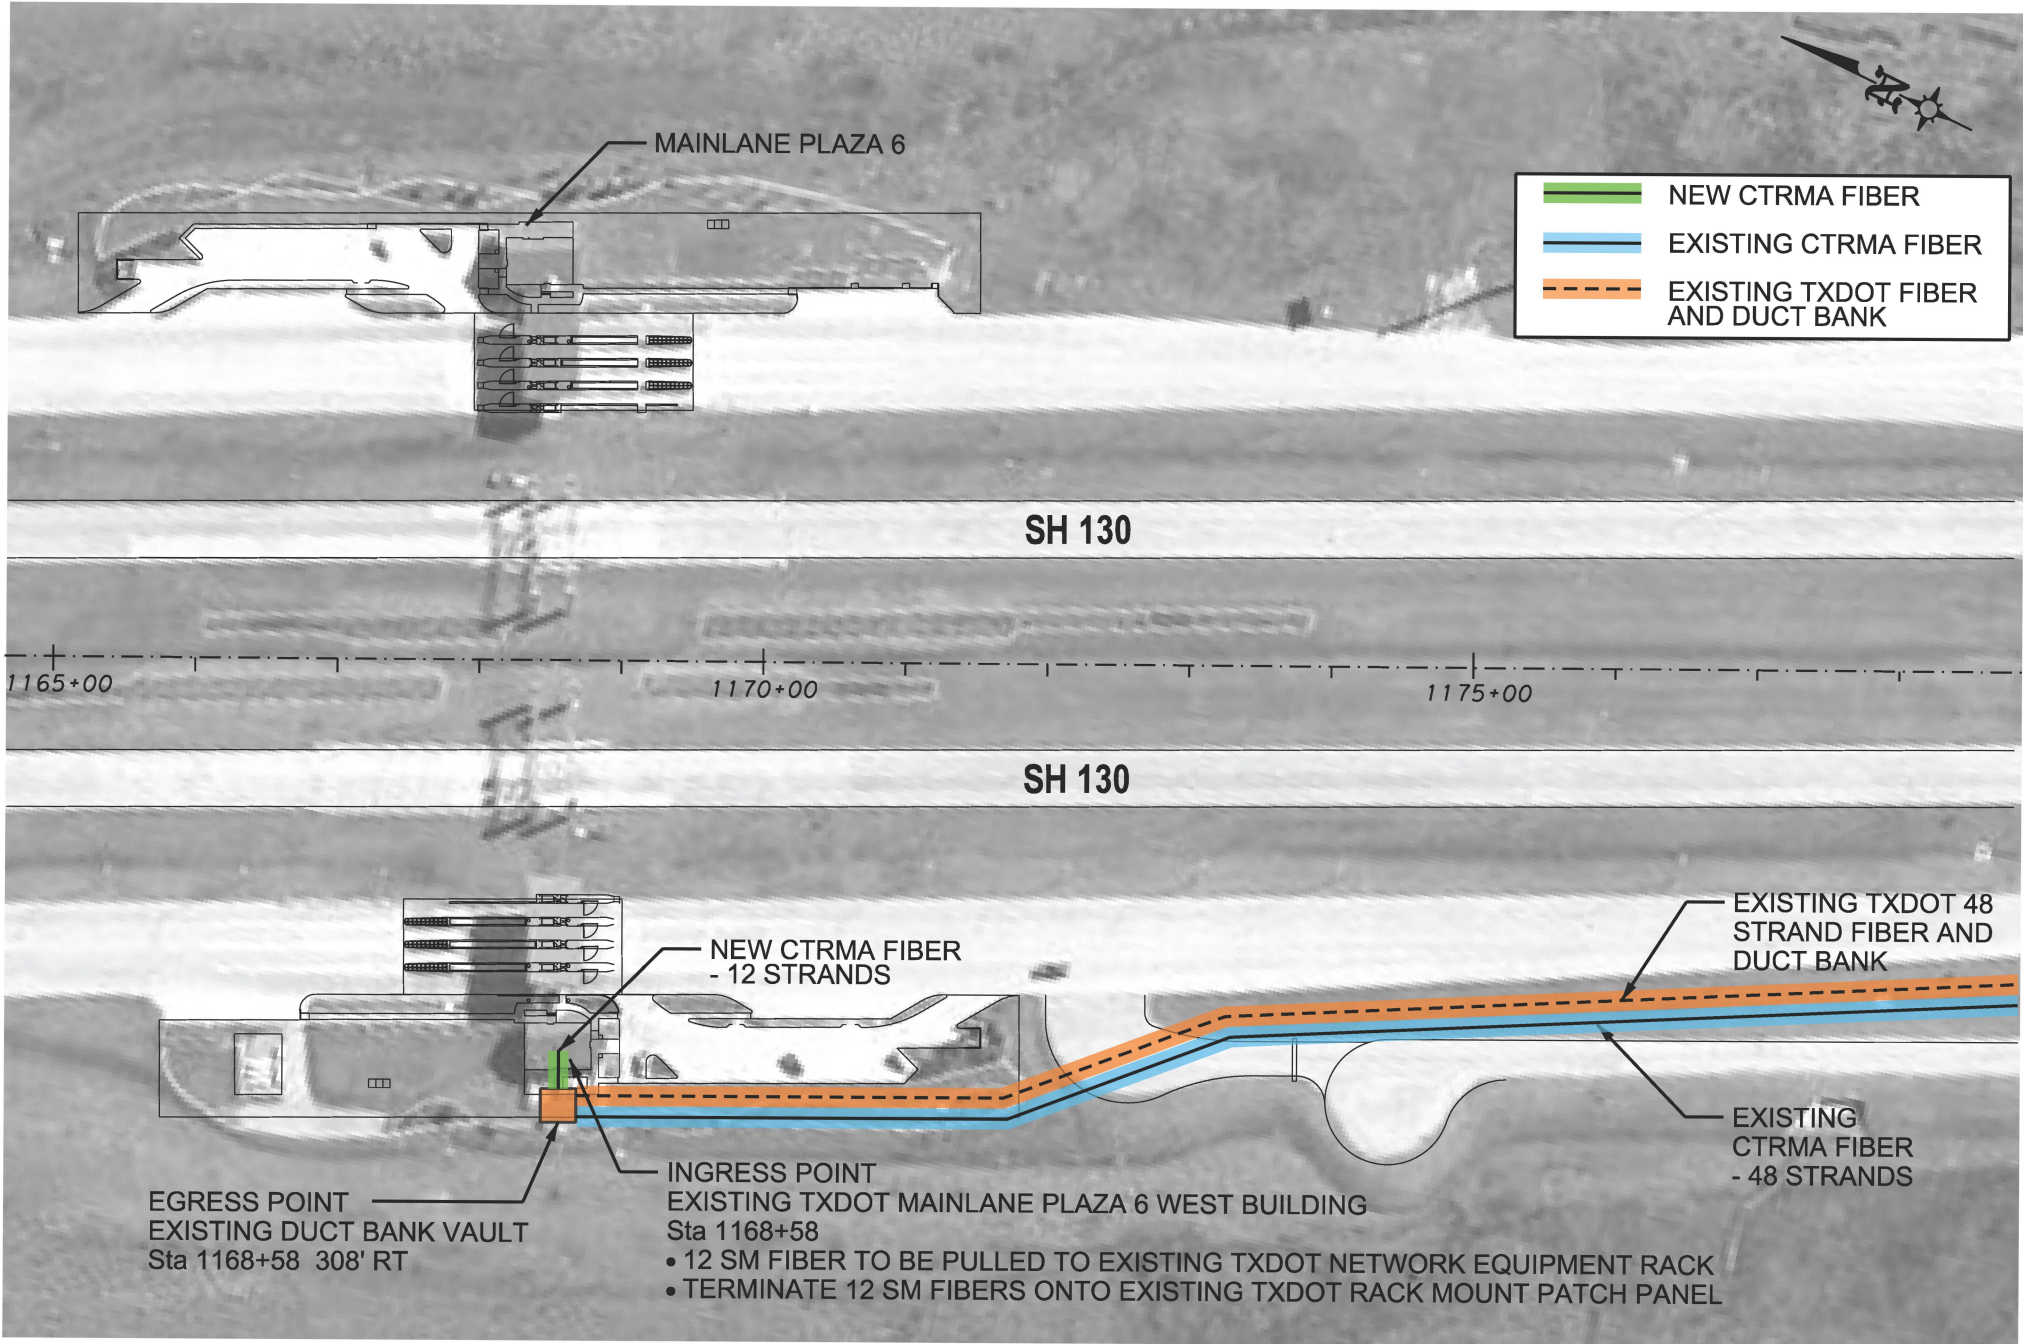 N
MAINLANE PLAZA 6
NEW CTRMA FIBER
EXISTING CTRMA FIBER
EXISTING TXDOT FIBER
AND DUCT BANK
SH 130
1165+00
1170+00
1175+00
SH 130
EXISTING TXDOT 48
STRAND FIBER AND
DUCT BANK
NEW CTRMA FIBER
- 12 STRANDS
EXISTING
CTRMA FIBER
- 48 STRANDS
EGRESS POINT
EXISTING DUCT BANK VAULT
Sta 1168+58 308' RT
INGRESS POINT
EXISTING TXDOT MAINLANE PLAZA 6 WEST BUILDING
Sta 1168+58
• 12 SM FIBER TO BE PULLED TO EXISTING TXDOT NETWORK EQUIPMENT RACK
• TERMINATE 12 SM FIBERS ONTO EXISTING TXDOT RACK MOUNT PATCH PANEL